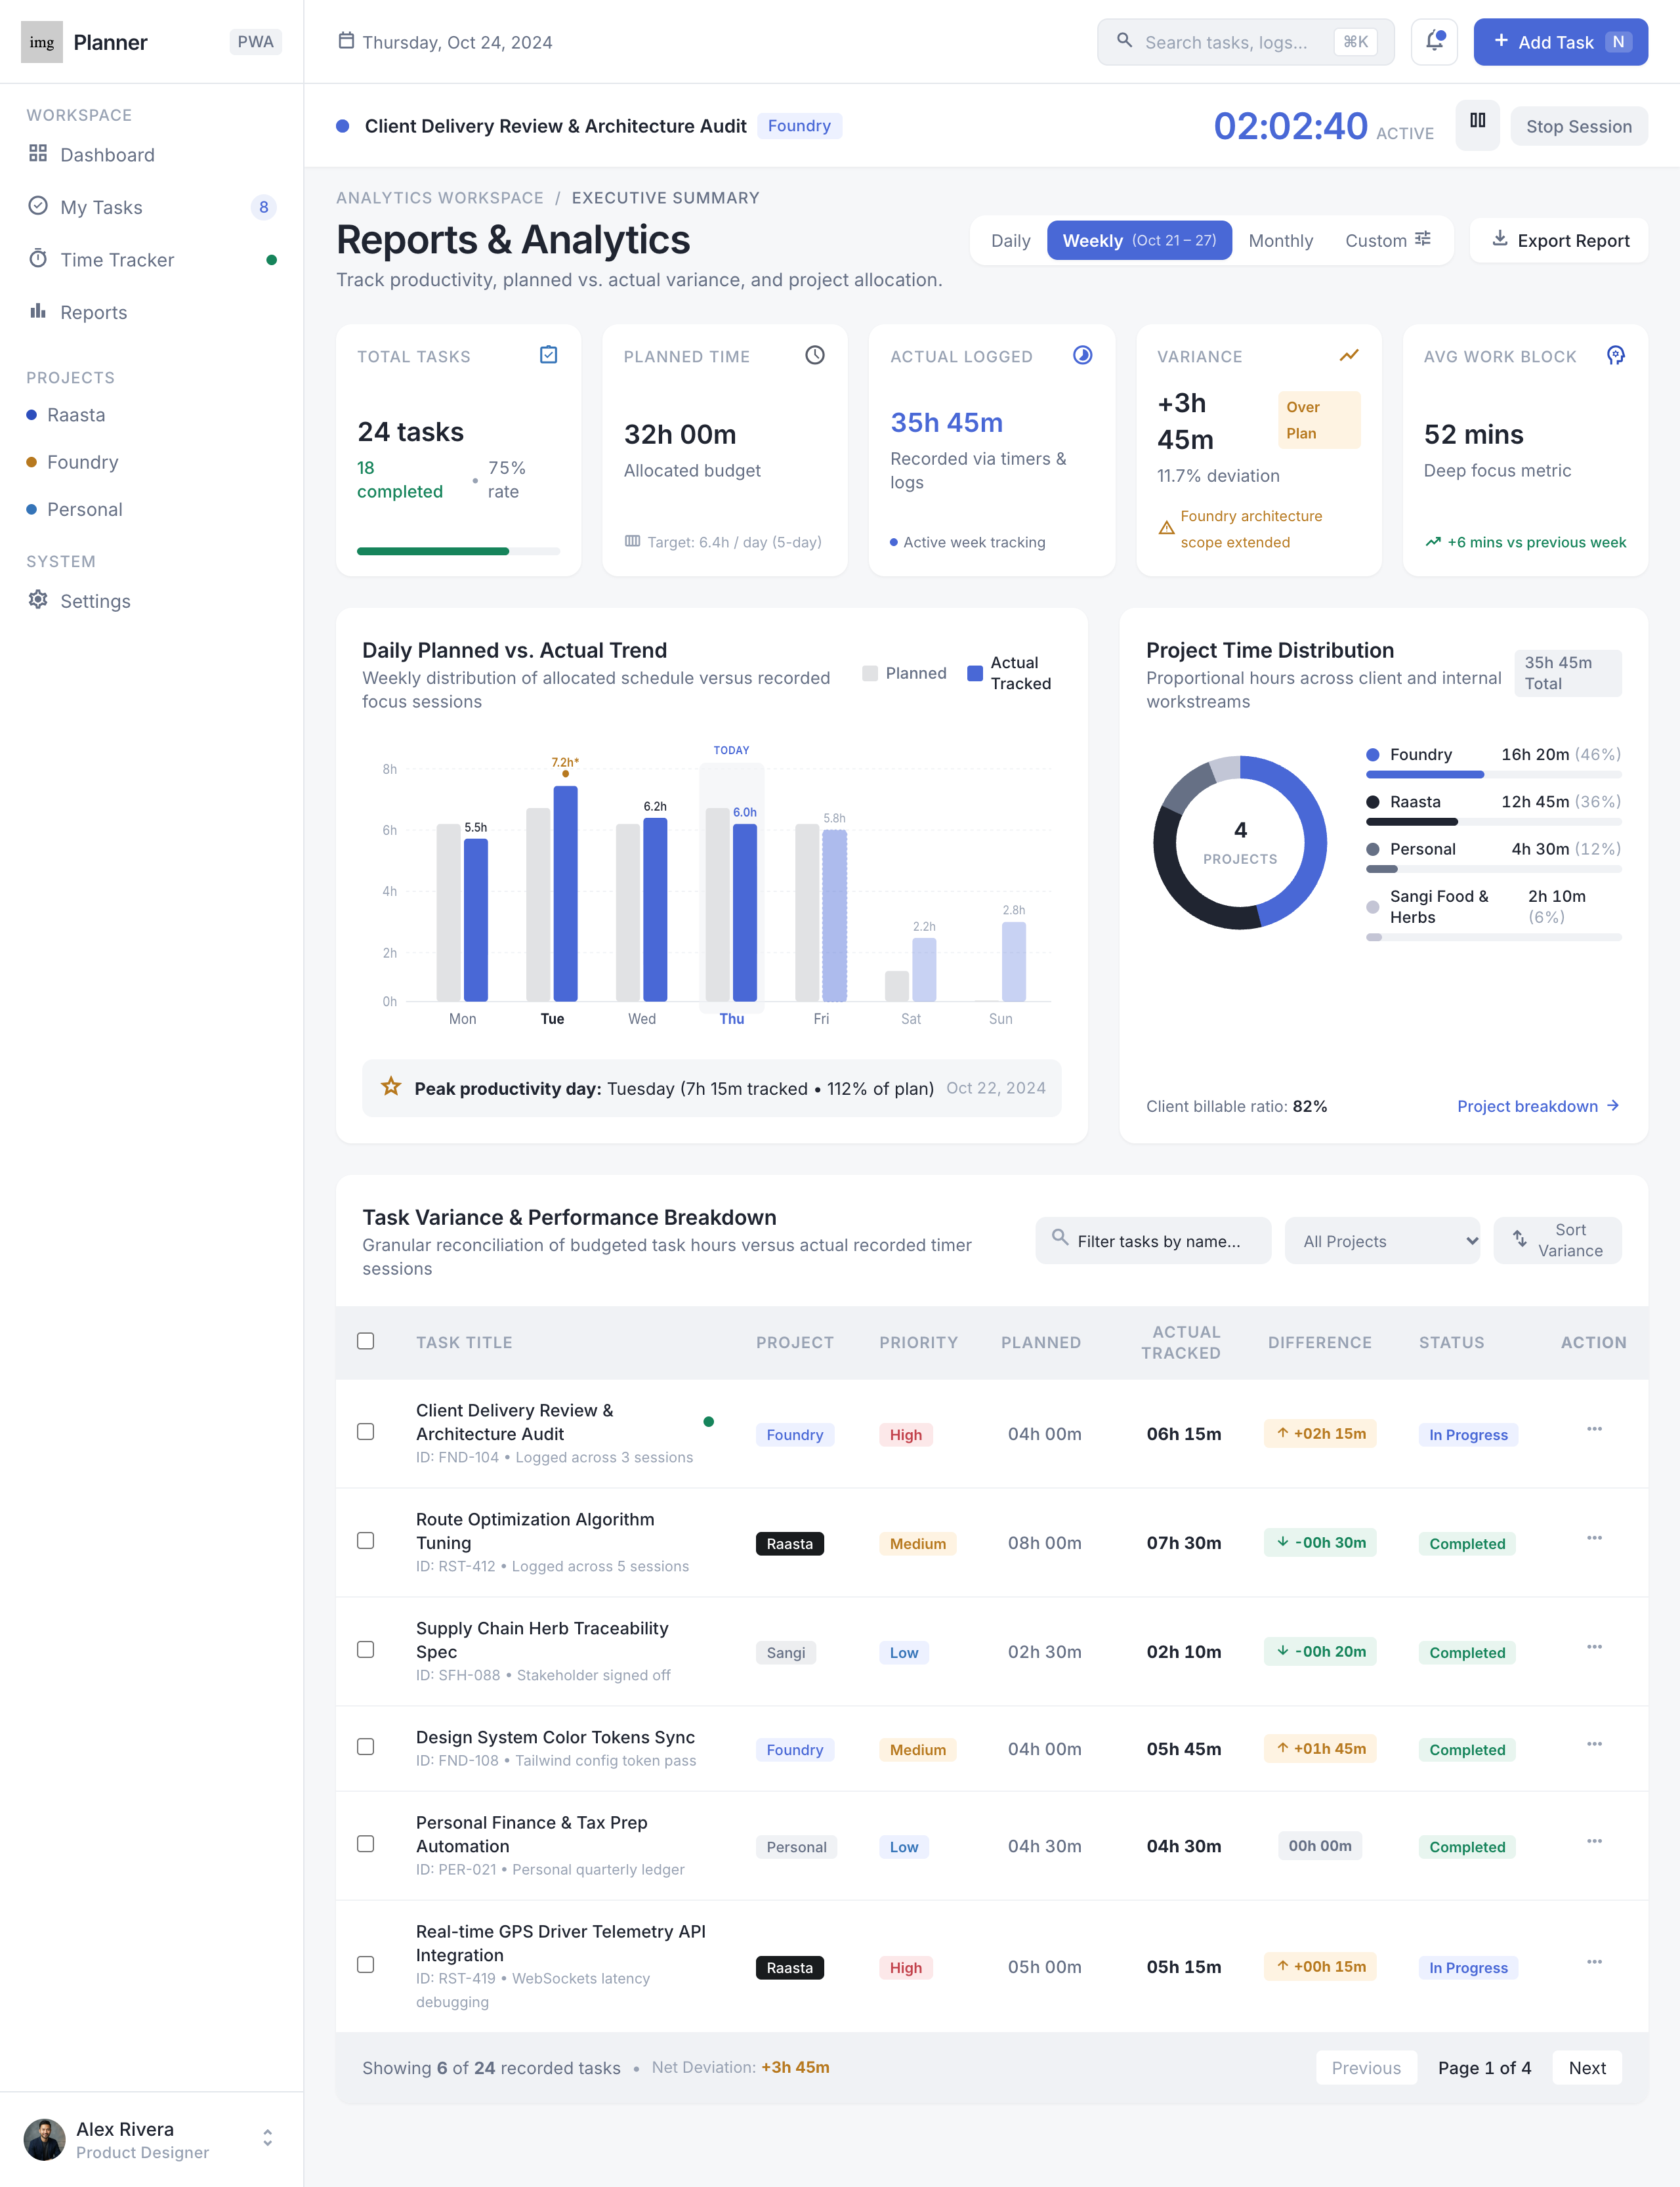 img
Planner
PWA
Thursday, Oct 24, 2024
Search tasks, logs...
⌘K
+ Add Task
N
WORKSPACE
Dashboard
My Tasks
8
Time Tracker
Reports
PROJECTS
Raasta
Foundry
Personal
SYSTEM
Settings
Alex Rivera
Product Designer
Client Delivery Review & Architecture Audit
Foundry
02:02:40
ACTIVE
Stop Session
ANALYTICS WORKSPACE / EXECUTIVE SUMMARY
Reports & Analytics
Track productivity, planned vs. actual variance, and project allocation.
Daily
Weekly (Oct 21 – 27)
Monthly
Custom
Export Report
TOTAL TASKS
24 tasks
18
completed
•
75%
rate
PLANNED TIME
32h 00m
Allocated budget
Target: 6.4h / day (5-day)
ACTUAL LOGGED
35h 45m
Recorded via timers &
logs
Active week tracking
VARIANCE
+3h
45m
Over
Plan
11.7% deviation
Foundry architecture
scope extended
AVG WORK BLOCK
52 mins
Deep focus metric
+6 mins vs previous week
Daily Planned vs. Actual Trend
Weekly distribution of allocated schedule versus recorded
focus sessions
Planned
Actual
Tracked
TODAY
8h
6h
4h
2h
0h
5.5h
7.2h*
6.2h
6.0h
5.8h
2.2h
2.8h
Mon
Tue
Wed
Thu
Fri
Sat
Sun
Peak productivity day: Tuesday (7h 15m tracked • 112% of plan)
Oct 22, 2024
Project Time Distribution
Proportional hours across client and internal
workstreams
35h 45m
Total
4
PROJECTS
Foundry
16h 20m (46%)
Raasta
12h 45m (36%)
Personal
4h 30m (12%)
Sangi Food &
Herbs
2h 10m
(6%)
Client billable ratio: 82%
Project breakdown →
Task Variance & Performance Breakdown
Granular reconciliation of budgeted task hours versus actual recorded timer
sessions
Filter tasks by name...
All Projects
Sort
Variance
TASK TITLE
PROJECT
PRIORITY
PLANNED
ACTUAL
TRACKED
DIFFERENCE
STATUS
ACTION
Client Delivery Review &
Architecture Audit
ID: FND-104 • Logged across 3 sessions
Foundry
High
04h 00m
06h 15m
↑ +02h 15m
In Progress
...
Route Optimization Algorithm
Tuning
ID: RST-412 • Logged across 5 sessions
Raasta
Medium
08h 00m
07h 30m
↓ -00h 30m
Completed
...
Supply Chain Herb Traceability
Spec
ID: SFH-088 • Stakeholder signed off
Sangi
Low
02h 30m
02h 10m
↓ -00h 20m
Completed
...
Design System Color Tokens Sync
ID: FND-108 • Tailwind config token pass
Foundry
Medium
04h 00m
05h 45m
↑ +01h 45m
Completed
...
Personal Finance & Tax Prep
Automation
ID: PER-021 • Personal quarterly ledger
Personal
Low
04h 30m
04h 30m
00h 00m
Completed
...
Real-time GPS Driver Telemetry API
Integration
ID: RST-419 • WebSockets latency
debugging
Raasta
High
05h 00m
05h 15m
↑ +00h 15m
In Progress
...
Showing 6 of 24 recorded tasks • Net Deviation: +3h 45m
Previous
Page 1 of 4
Next